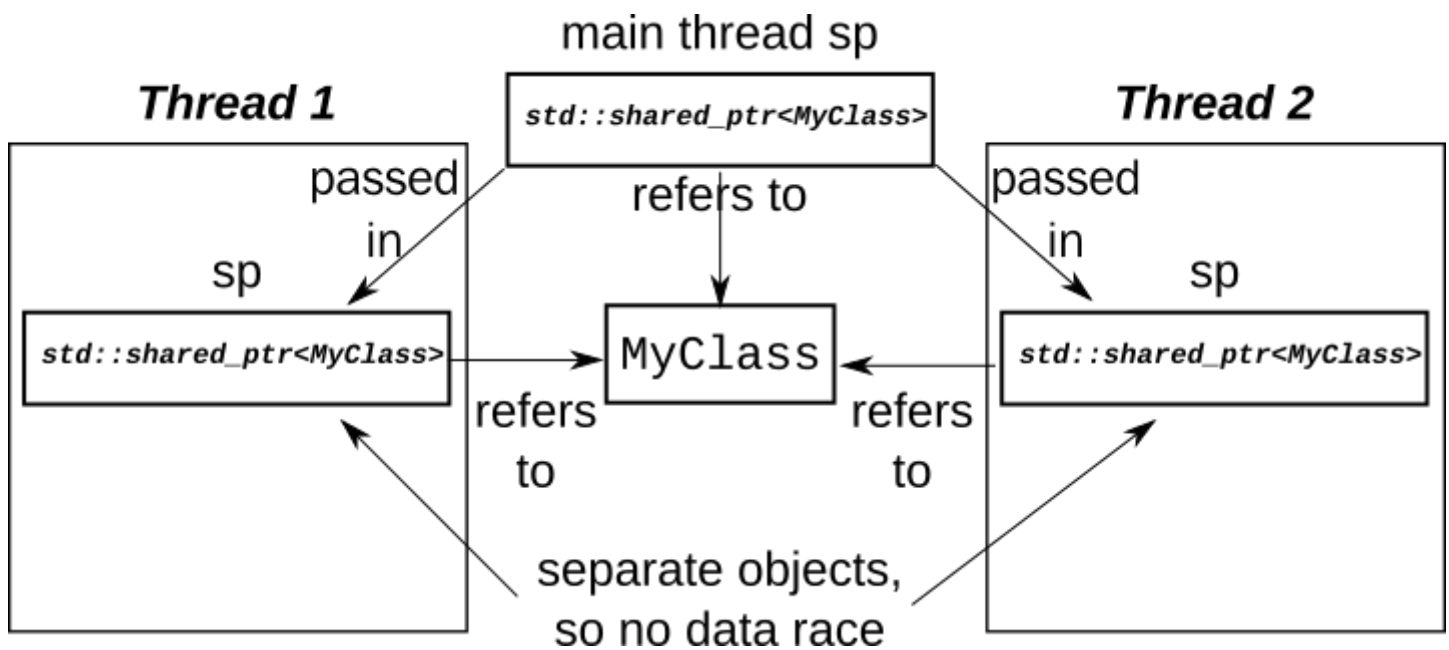 main thread sp
Thread 1
std::shared_ptr<MyClass>
Thread 2
passed
in
refers to
passed
in
sp
sp
std::shared_ptr<MyClass>
MyClass
std::shared_ptr<MyClass>
refers
to
refers
to
separate objects,
so no data race